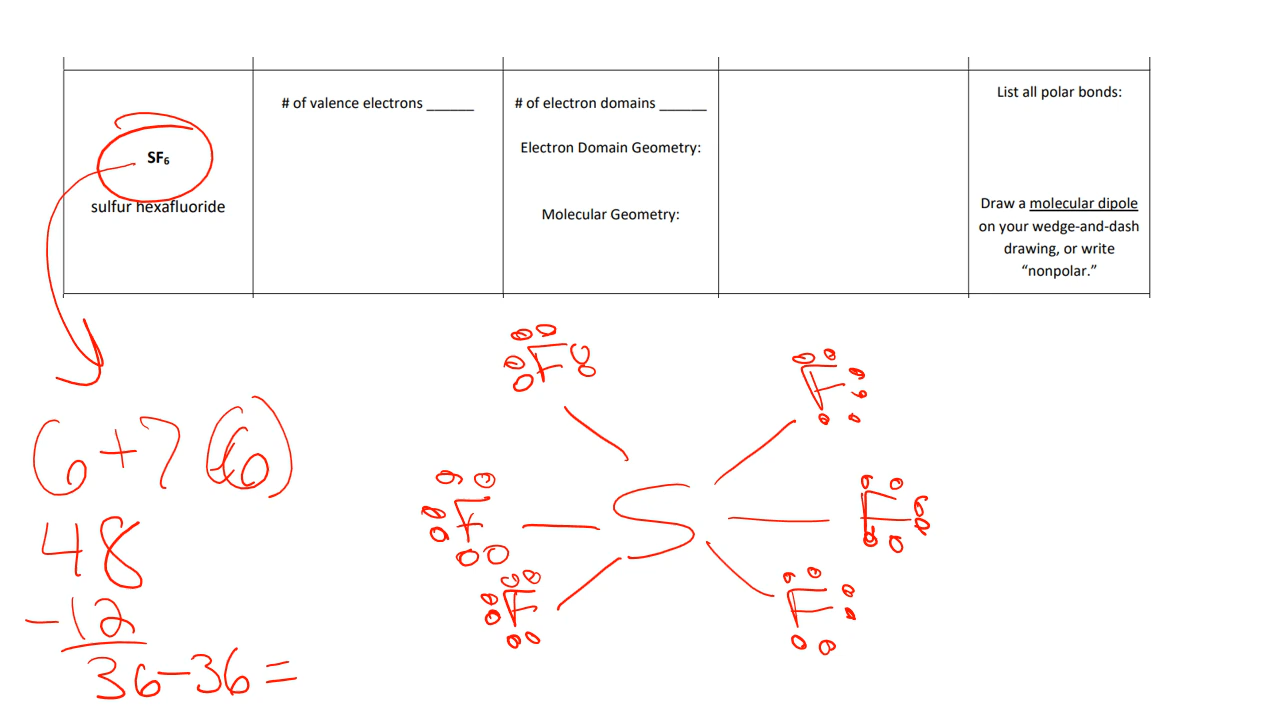 SF₆
sulfur hexafluoride
# of valence electrons ______
# of electron domains ______
Electron Domain Geometry:
Molecular Geometry:
List all polar bonds:
Draw a molecular dipole
on your wedge-and-dash
drawing, or write
“nonpolar.”
6+7(6)
48
-12
36-36=
F
F
F
S
F
F
F